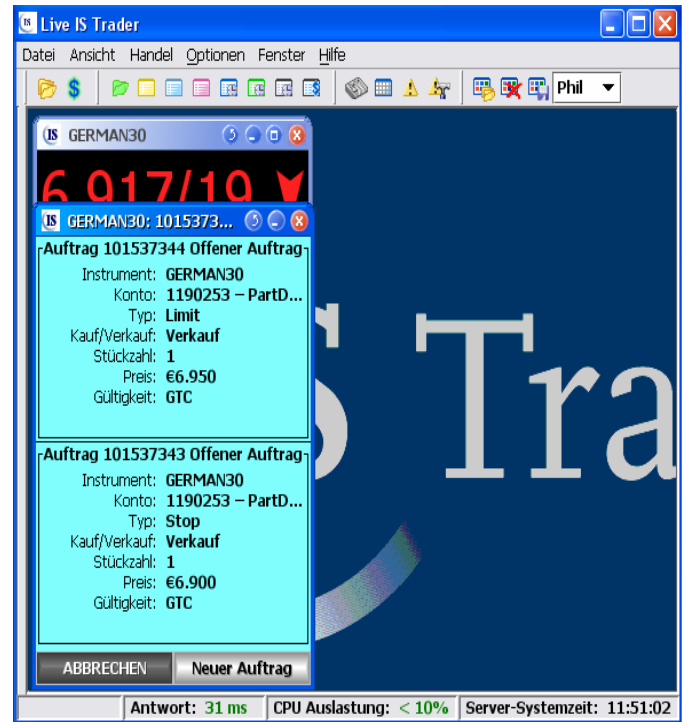 IS Live IS Trader
Datei Ansicht Handel Optionen Fenster Hilfe
Phil
IS GERMAN30
6.917/19
IS GERMAN30: 1015373...
Auftrag 101537344 Offener Auftrag
Instrument: GERMAN30
Konto: 1190253 – PartD...
Typ: Limit
Kauf/Verkauf: Verkauf
Stückzahl: 1
Preis: €6.950
Gültigkeit: GTC
Auftrag 101537343 Offener Auftrag
Instrument: GERMAN30
Konto: 1190253 – PartD...
Typ: Stop
Kauf/Verkauf: Verkauf
Stückzahl: 1
Preis: €6.900
Gültigkeit: GTC
S Tra
ABBRECHEN Neuer Auftrag
Antwort: 31 ms CPU Auslastung: < 10% Server-Systemzeit: 11:51:02